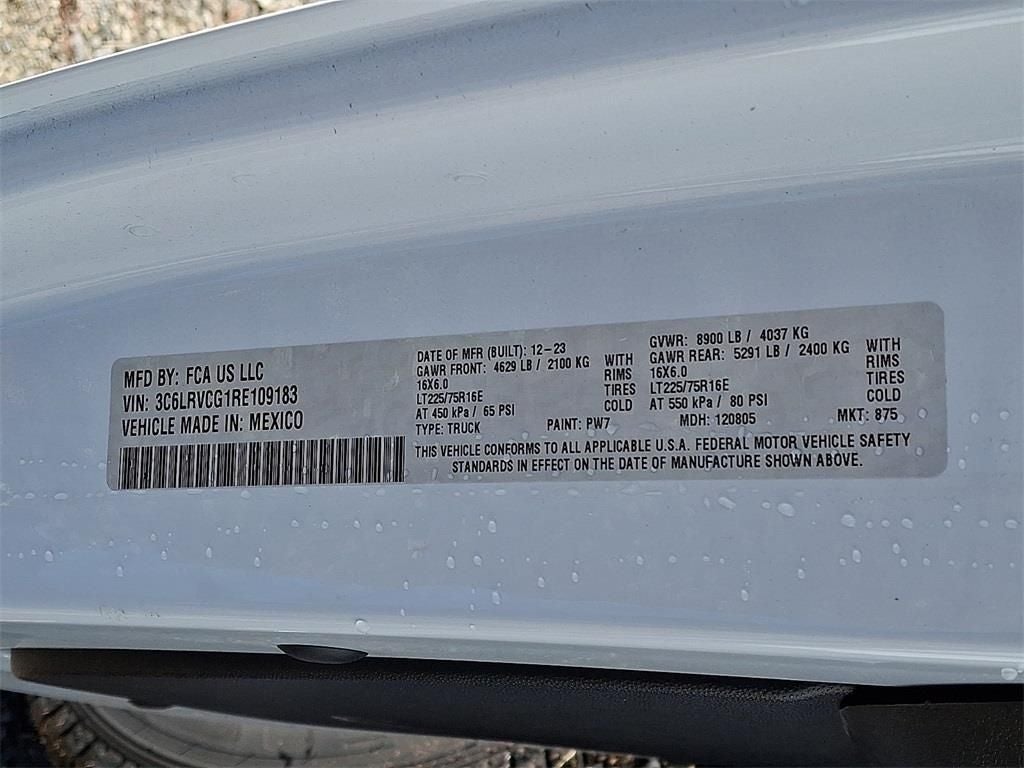 MFD BY: FCA US LLC
VIN: 3C6LRVCG1RE109183
VEHICLE MADE IN: MEXICO
DATE OF MFR (BUILT): 12-23
GAWR FRONT: 4629 LB / 2100 KG WITH
16X6.0 RIMS
LT225/75R16E TIRES
AT 450 kPa / 65 PSI COLD
TYPE: TRUCK PAINT: PW7
GVWR: 8900 LB / 4037 KG
GAWR REAR: 5291 LB / 2400 KG WITH
16X6.0 RIMS
LT225/75R16E TIRES
AT 550 kPa / 80 PSI COLD
MDH: 120805 MKT: 875
THIS VEHICLE CONFORMS TO ALL APPLICABLE U.S.A. FEDERAL MOTOR VEHICLE SAFETY
STANDARDS IN EFFECT ON THE DATE OF MANUFACTURE SHOWN ABOVE.